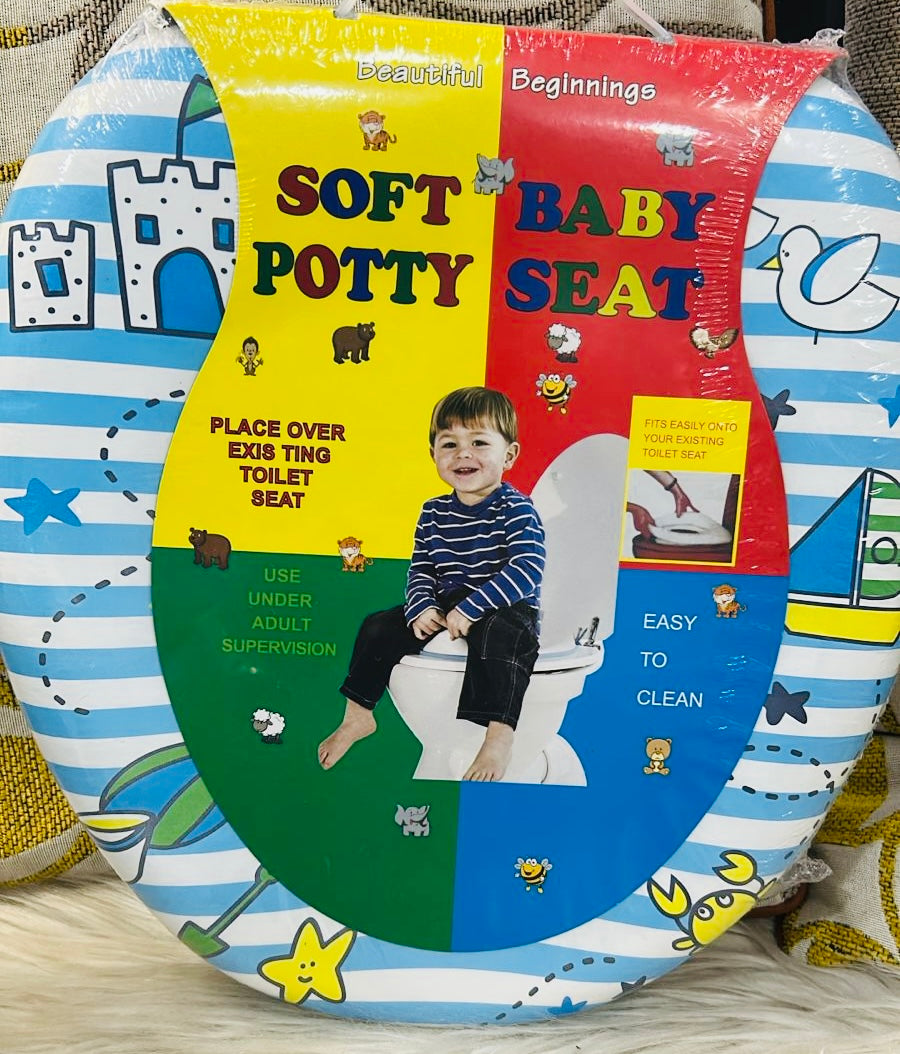 Beautiful Beginnings
SOFT
POTTY
BABY
SEAT
PLACE OVER
EXIS TING
TOILET
SEAT
FITS EASILY ONTO
YOUR EXISTING
TOILET SEAT
USE
UNDER
ADULT
SUPERVISION
EASY
TO
CLEAN